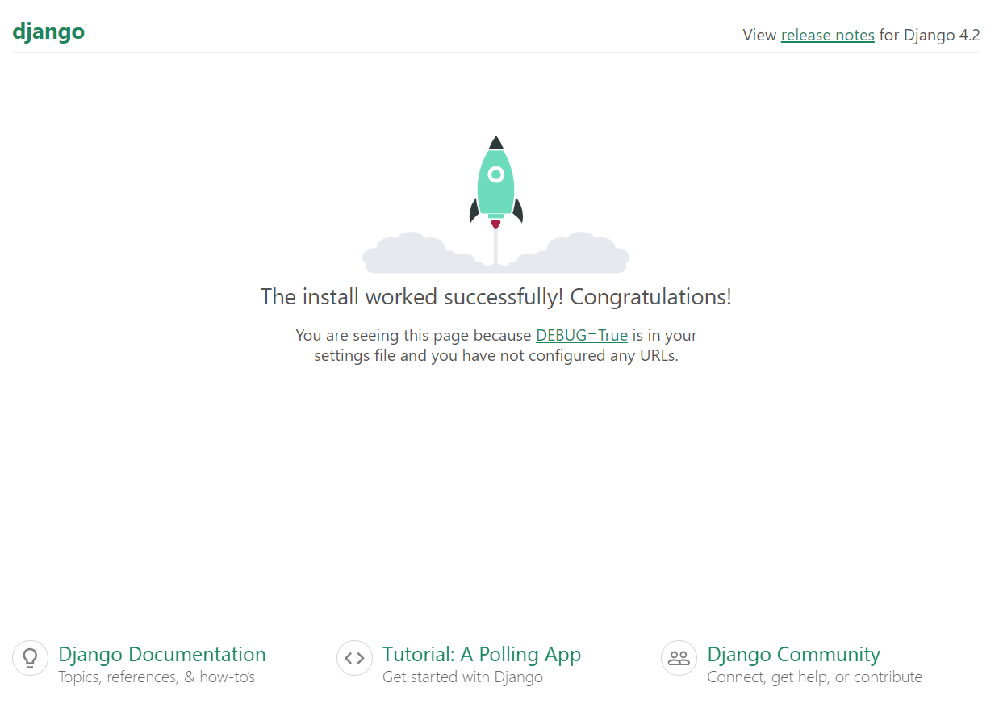 django
View release notes for Django 4.2
The install worked successfully! Congratulations!
You are seeing this page because DEBUG=True is in your
settings file and you have not configured any URLs.
Django Documentation
Topics, references, & how-to’s
Tutorial: A Polling App
Get started with Django
Django Community
Connect, get help, or contribute